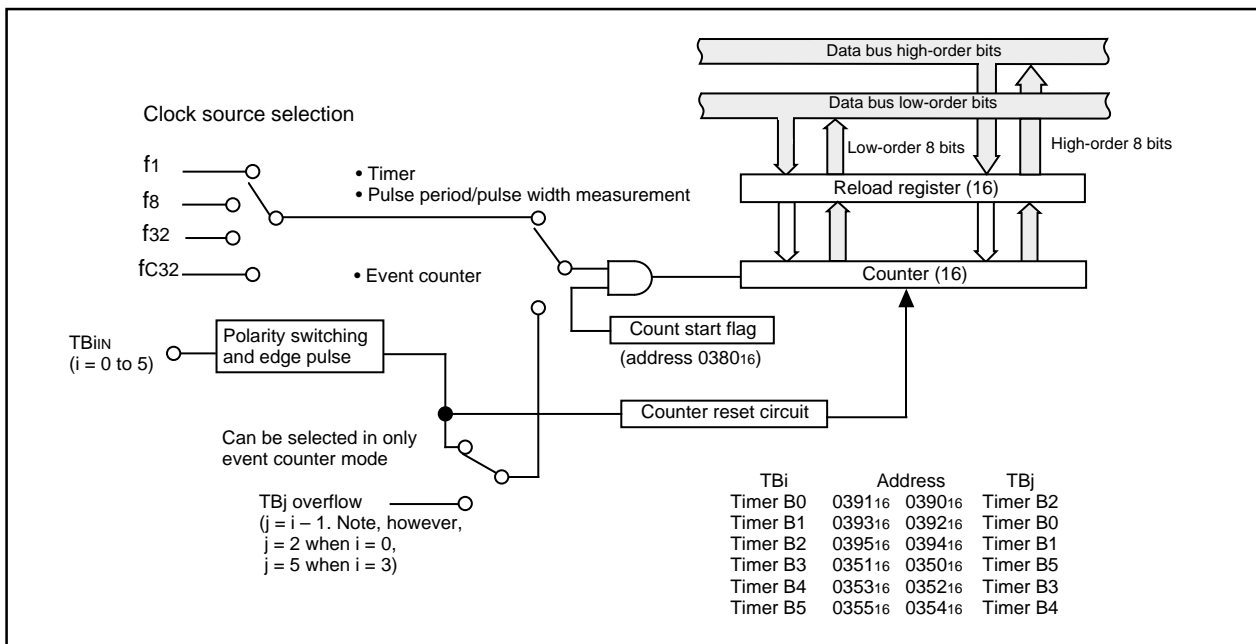 Data bus high-order bits
Data bus low-order bits
Clock source selection
Low-order 8 bits
High-order 8 bits
f1
• Timer
f8
• Pulse period/pulse width measurement
Reload register (16)
f32
fC32
• Event counter
Counter (16)
TBiIN
(i = 0 to 5)
Polarity switching
and edge pulse
Count start flag
(address 038016)
Counter reset circuit
Can be selected in only
event counter mode
TBj overflow
(j = i – 1. Note, however,
j = 2 when i = 0,
j = 5 when i = 3)
TBi Address TBj
Timer B0 039116 039016 Timer B2
Timer B1 039316 039216 Timer B0
Timer B2 039516 039416 Timer B1
Timer B3 035116 035016 Timer B5
Timer B4 035316 035216 Timer B3
Timer B5 035516 035416 Timer B4